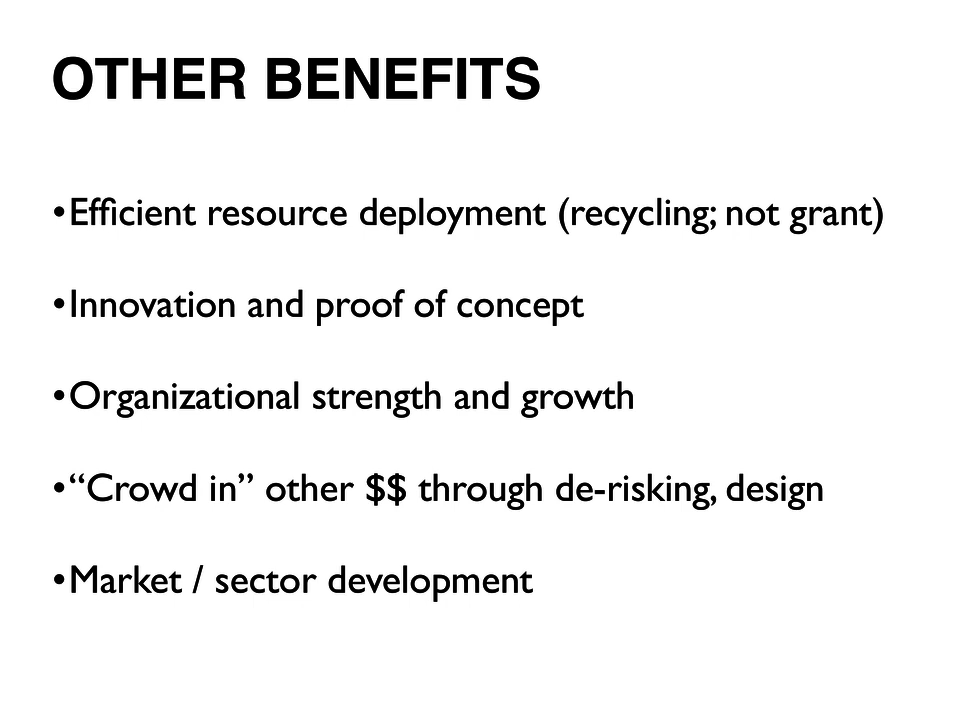 OTHER BENEFITS
•Efficient resource deployment (recycling; not grant)
•Innovation and proof of concept
•Organizational strength and growth
•“Crowd in” other $$ through de-risking, design
•Market / sector development